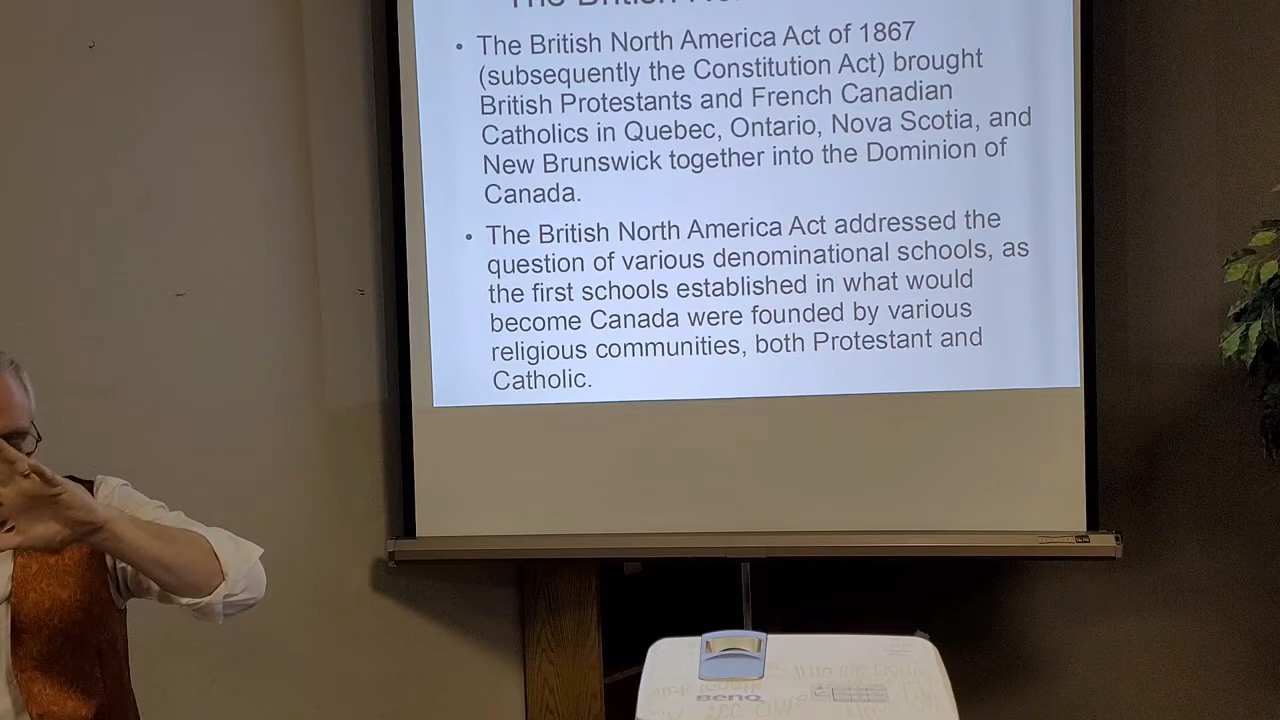 The British
• The British North America Act of 1867
(subsequently the Constitution Act) brought
British Protestants and French Canadian
Catholics in Quebec, Ontario, Nova Scotia, and
New Brunswick together into the Dominion of
Canada.
• The British North America Act addressed the
question of various denominational schools, as
the first schools established in what would
become Canada were founded by various
religious communities, both Protestant and
Catholic.
BenQ